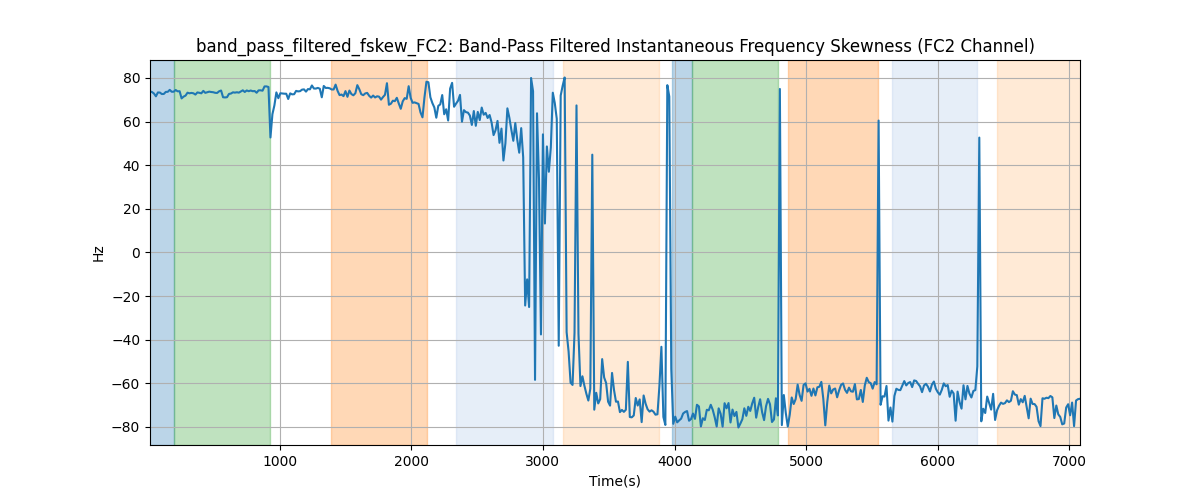 band_pass_filtered_fskew_FC2: Band-Pass Filtered Instantaneous Frequency Skewness (FC2 Channel)
80
60
40
20
0
−20
−40
−60
−80
Hz
1000 2000 3000 4000 5000 6000 7000
Time(s)